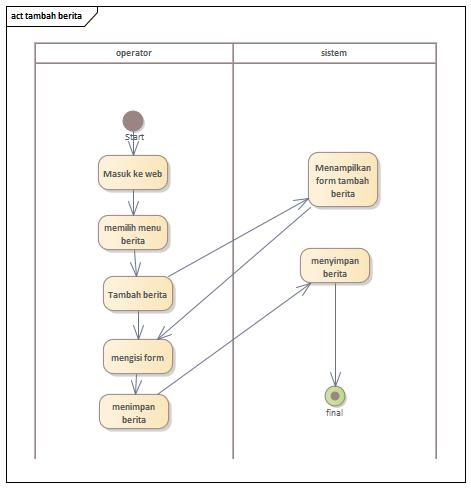 act tambah berita
operator
sistem
Start
Masuk ke web
Menampilkan
form tambah
berita
memilih menu
berita
menyimpan
berita
Tambah berita
mengisi form
menimpan
berita
final